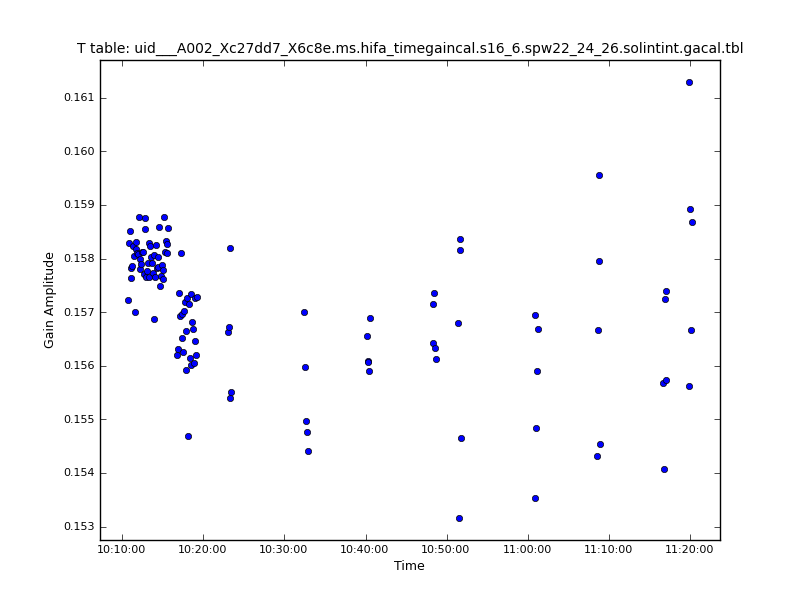 T table: uid___A002_Xc27dd7_X6c8e.ms.hifa_timegaincal.s16_6.spw22_24_26.solintint.gacal.tbl
0.161
0.160
0.159
0.158
0.157
0.156
0.155
0.154
0.153
Gain Amplitude
10:10:00 10:20:00 10:30:00 10:40:00 10:50:00 11:00:00 11:10:00 11:20:00
Time